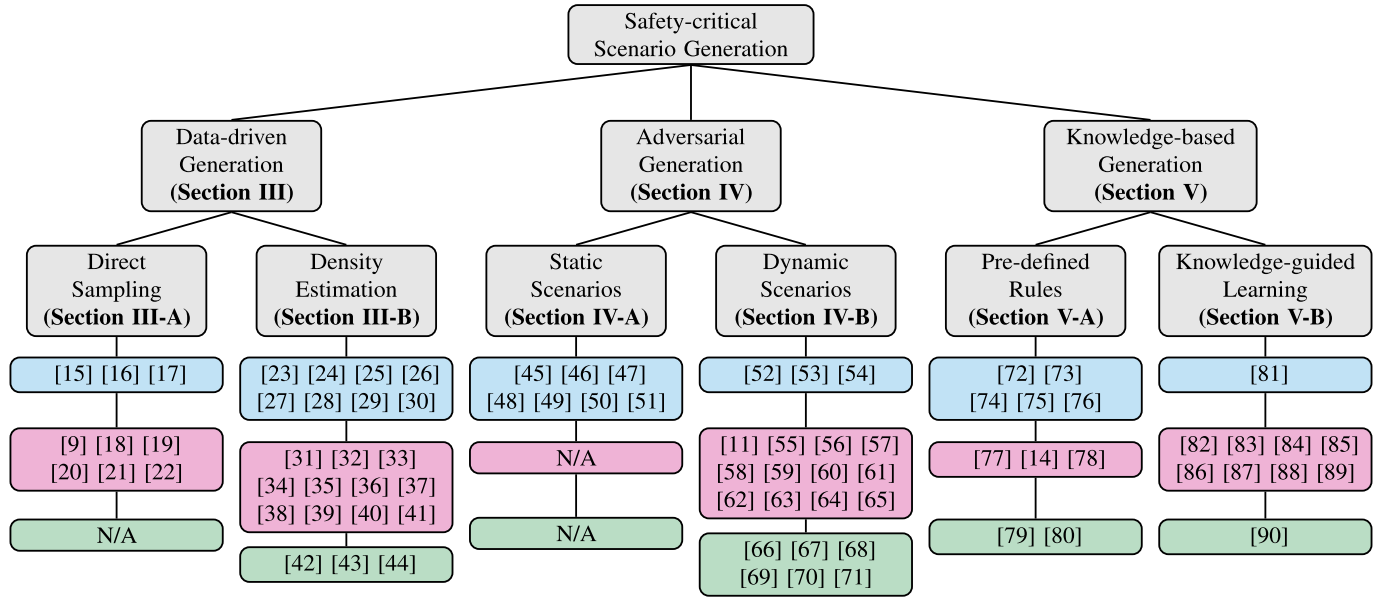 Safety-critical
Scenario Generation
Data-driven
Generation
(Section III)
Adversarial
Generation
(Section IV)
Knowledge-based
Generation
(Section V)
Direct
Sampling
(Section III-A)
Density
Estimation
(Section III-B)
Static
Scenarios
(Section IV-A)
Dynamic
Scenarios
(Section IV-B)
Pre-defined
Rules
(Section V-A)
Knowledge-guided
Learning
(Section V-B)
[15] [16] [17]
[23] [24] [25] [26]
[27] [28] [29] [30]
[45] [46] [47]
[48] [49] [50] [51]
[52] [53] [54]
[72] [73]
[74] [75] [76]
[81]
[9] [18] [19]
[20] [21] [22]
[31] [32] [33]
[34] [35] [36] [37]
[38] [39] [40] [41]
N/A
[11] [55] [56] [57]
[58] [59] [60] [61]
[62] [63] [64] [65]
[77] [14] [78]
[82] [83] [84] [85]
[86] [87] [88] [89]
N/A
[42] [43] [44]
N/A
[66] [67] [68]
[69] [70] [71]
[79] [80]
[90]